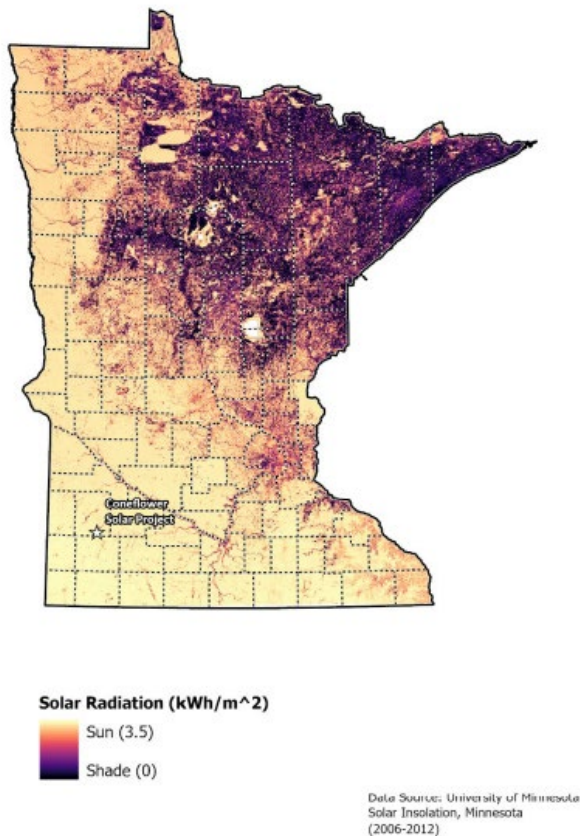 Coneflower
Solar Project
Solar Radiation (kWh/m^2)
Sun (3.5)
Shade (0)
Data Source: University of Minnesota
Solar Insolation, Minnesota
(2006-2012)